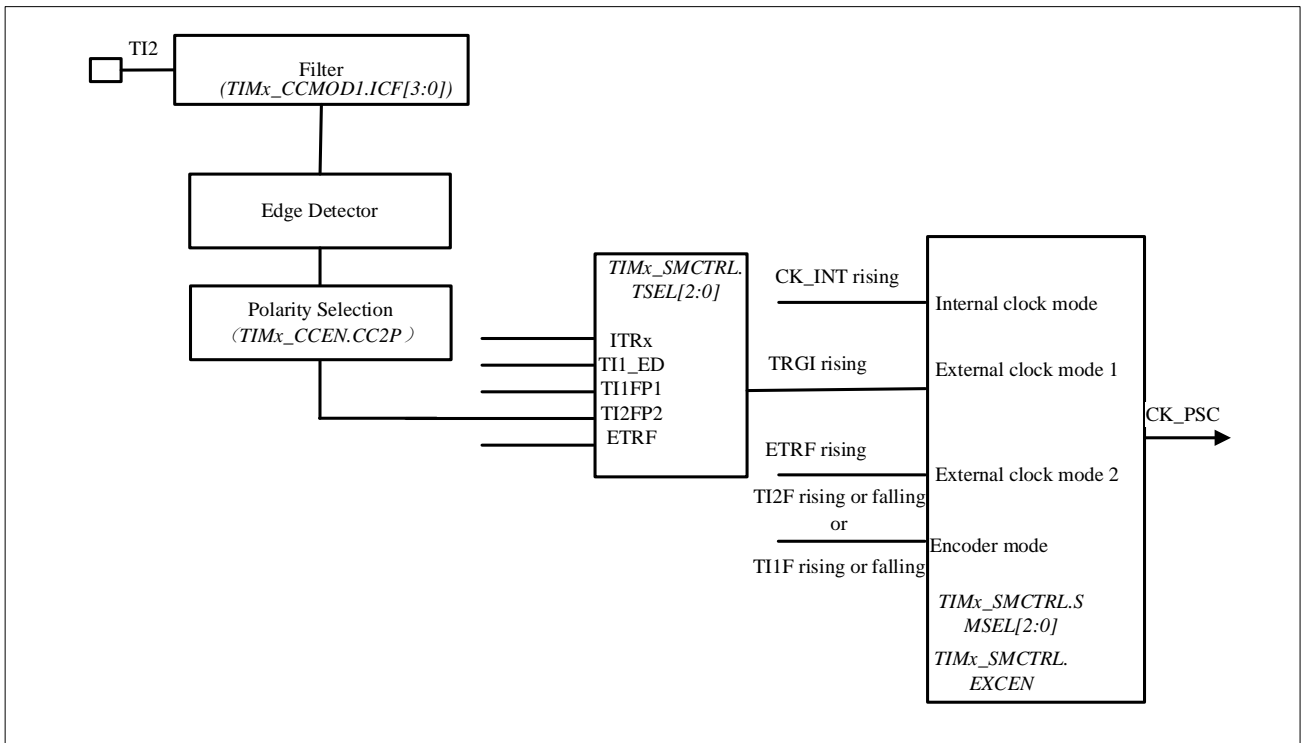 TI2
Filter
(TIMx_CCMOD1.ICF[3:0])
Edge Detector
Polarity Selection
（TIMx_CCEN.CC2P）
TIMx_SMCTRL.
TSEL[2:0]
ITRx
TI1_ED
TI1FP1
TI2FP2
ETRF
CK_INT rising
TRGI rising
ETRF rising
TI2F rising or falling
or
TI1F rising or falling
Internal clock mode
External clock mode 1
External clock mode 2
Encoder mode
TIMx_SMCTRL.S
MSEL[2:0]
TIMx_SMCTRL.
EXCEN
CK_PSC